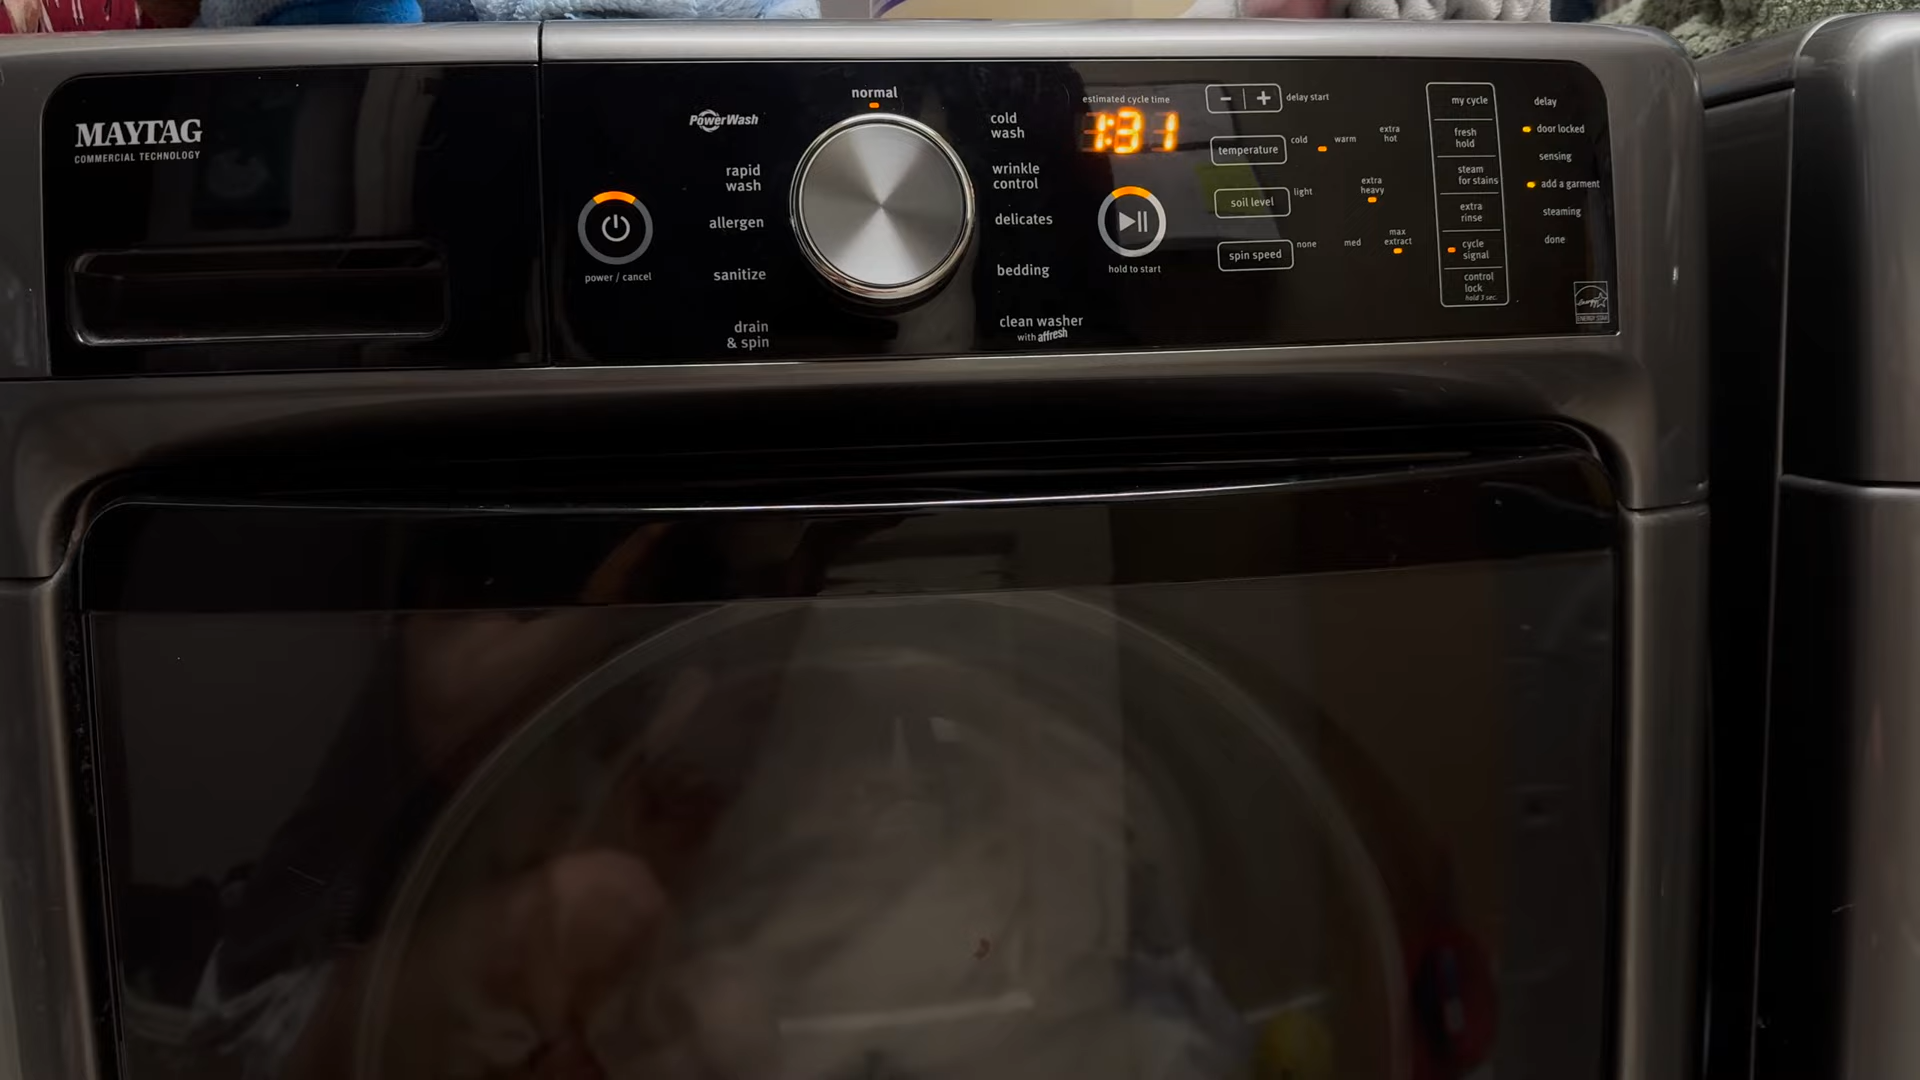 MAYTAG
COMMERCIAL TECHNOLOGY
power / cancel
PowerWash
rapid
wash
allergen
sanitize
drain
& spin
normal
cold
wash
wrinkle
control
delicates
bedding
clean washer
with affresh
estimated cycle time
1:31
hold to start
− + delay start
temperature
cold
warm
extra
hot
soil level
light
extra
heavy
spin speed
none
med
max
extract
my cycle
fresh
hold
steam
for stains
extra
rinse
cycle
signal
control
lock
hold 3 sec.
delay
door locked
sensing
add a garment
steaming
done
energy
ENERGY STAR